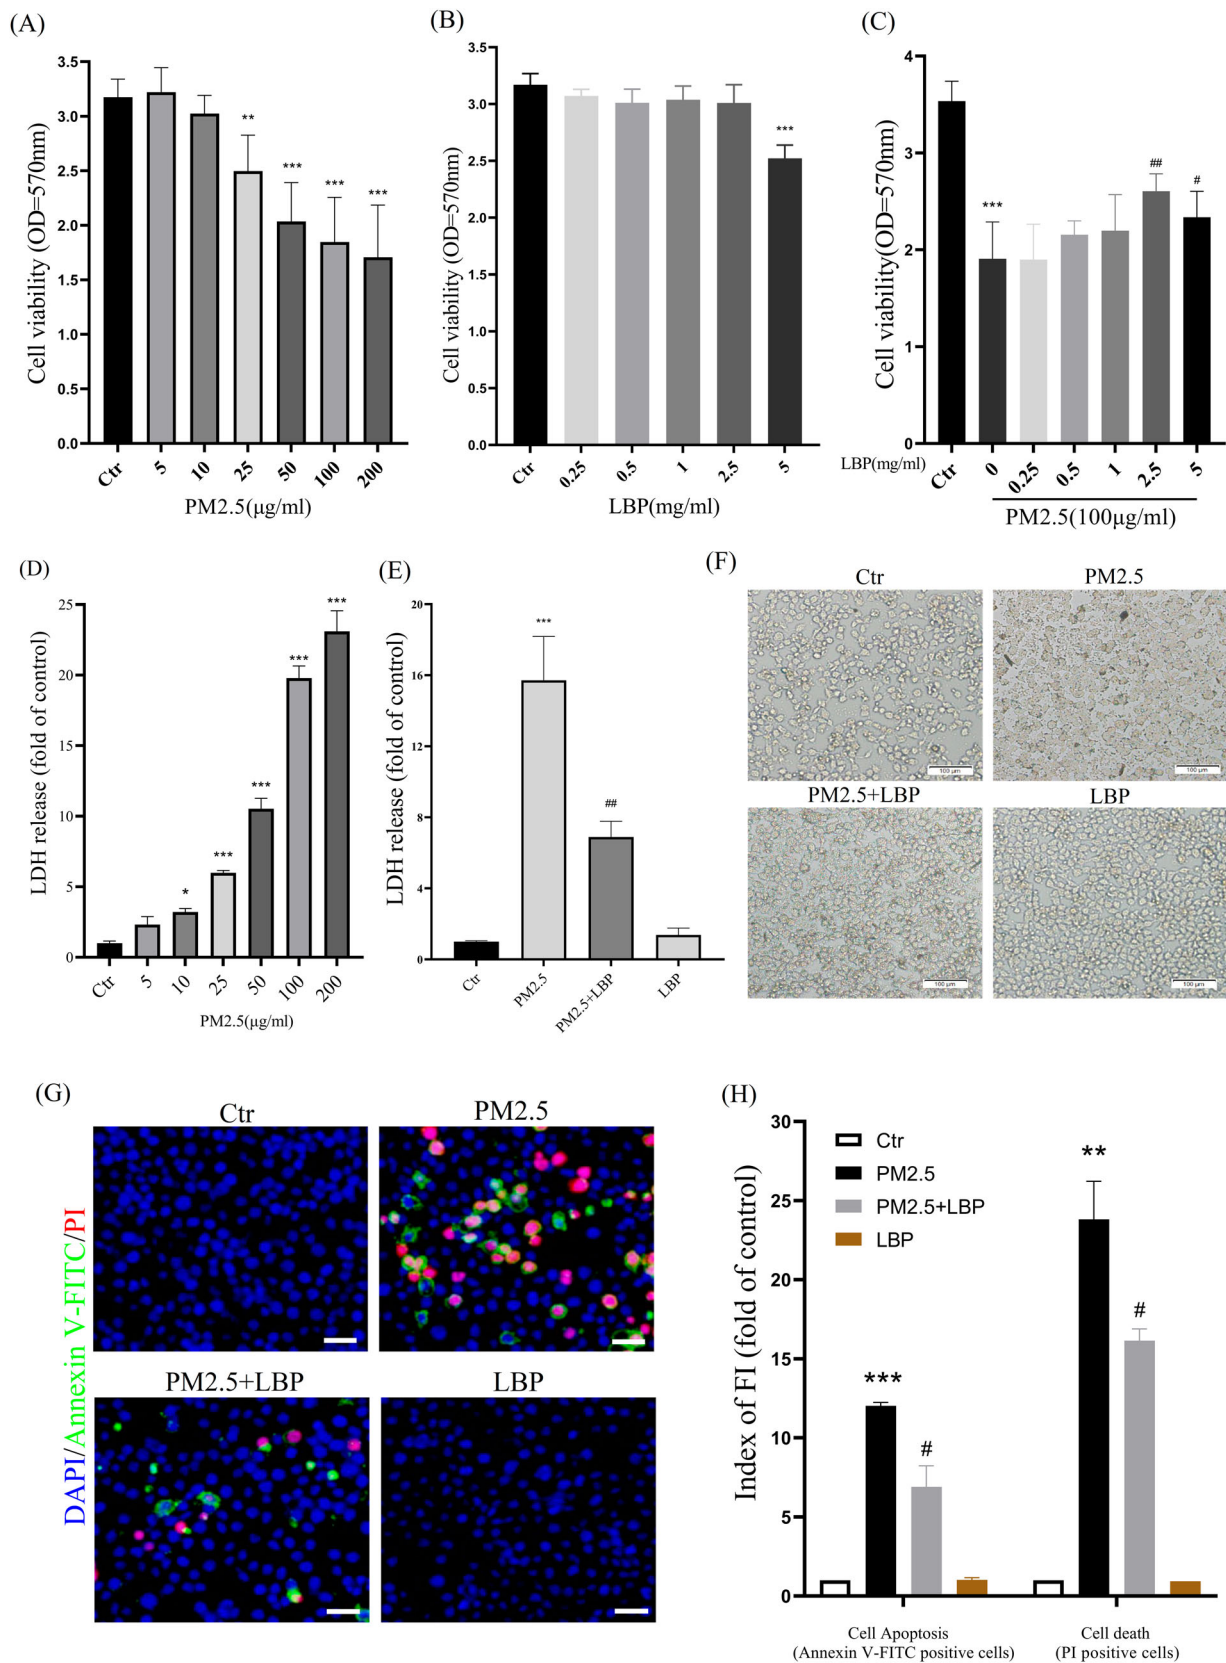 (A)
3.5
3.0
2.5
2.0
1.5
1.0
0.5
0.0
Cell viability (OD=570nm)
**
***
***
***
Ctr
5
10
25
50
100
200
PM2.5(μg/ml)
(B)
3.5
3.0
2.5
2.0
1.5
1.0
0.5
0.0
Cell viability (OD=570nm)
***
Ctr
0.25
0.5
1
2.5
5
LBP(mg/ml)
(C)
4
3
2
1
0
Cell viability(OD=570nm)
***
##
#
LBP(mg/ml)
Ctr
0
0.25
0.5
1
2.5
5
PM2.5(100μg/ml)
(D)
25
20
15
10
5
0
LDH release (fold of control)
*
***
***
***
***
Ctr
5
10
25
50
100
200
PM2.5(μg/ml)
(E)
20
16
12
8
4
0
LDH release (fold of control)
***
##
Ctr
PM2.5
PM2.5+LBP
LBP
(F)
Ctr
PM2.5
100 μm
100 μm
PM2.5+LBP
LBP
100 μm
100 μm
(G)
DAPI/Annexin V-FITC/PI
Ctr
PM2.5
PM2.5+LBP
LBP
(H)
30
25
20
15
10
5
0
Index of FI (fold of control)
Ctr
PM2.5
PM2.5+LBP
LBP
***
#
**
#
Cell Apoptosis
(Annexin V-FITC positive cells)
Cell death
(PI positive cells)